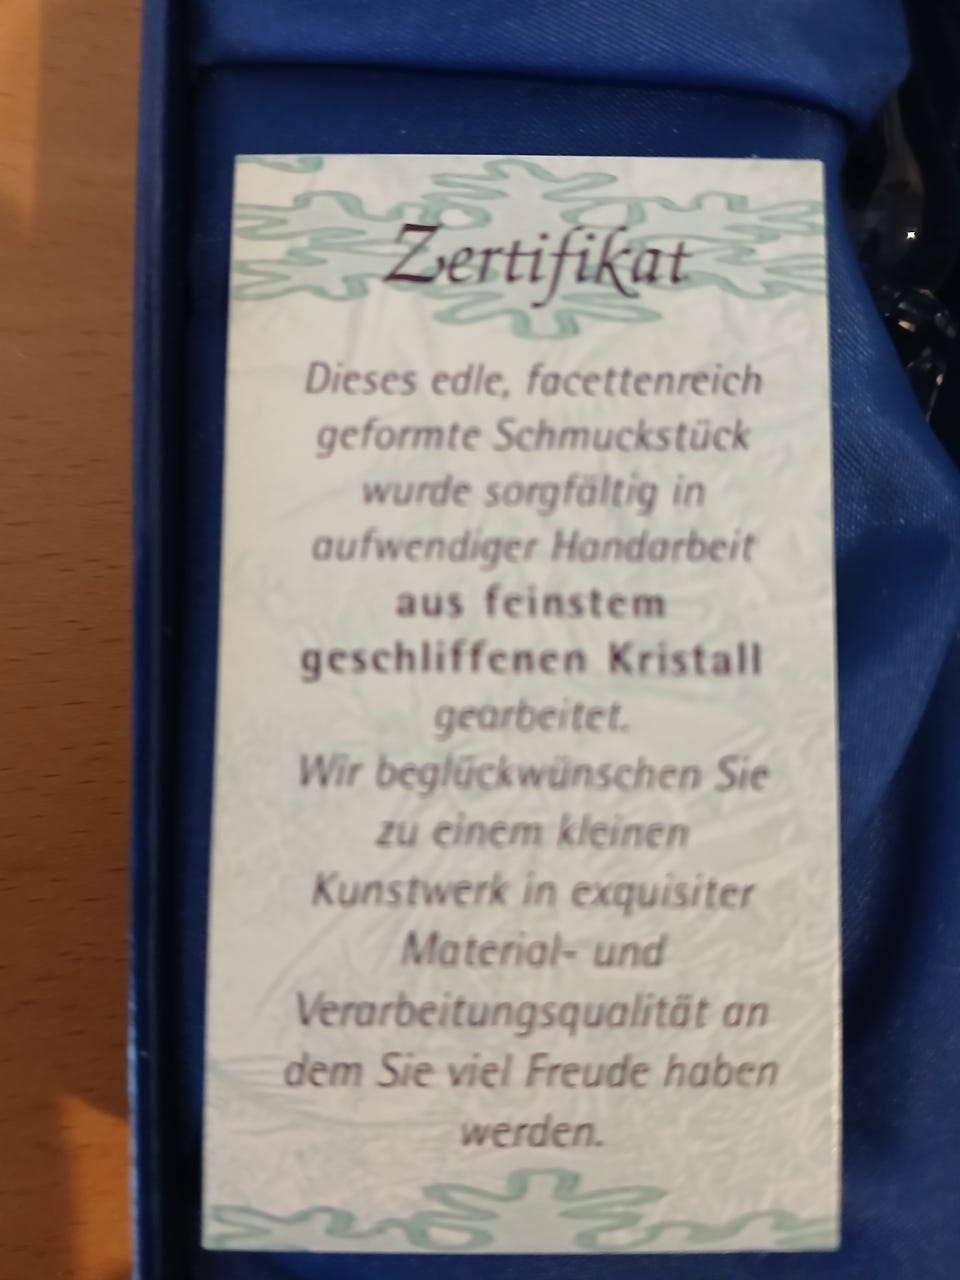 Zertifikat
Dieses edle, facettenreich
geformte Schmuckstück
wurde sorgfältig in
aufwendiger Handarbeit
aus feinstem
geschliffenen Kristall
gearbeitet.
Wir beglückwünschen Sie
zu einem kleinen
Kunstwerk in exquisiter
Material- und
Verarbeitungsqualität an
dem Sie viel Freude haben
werden.